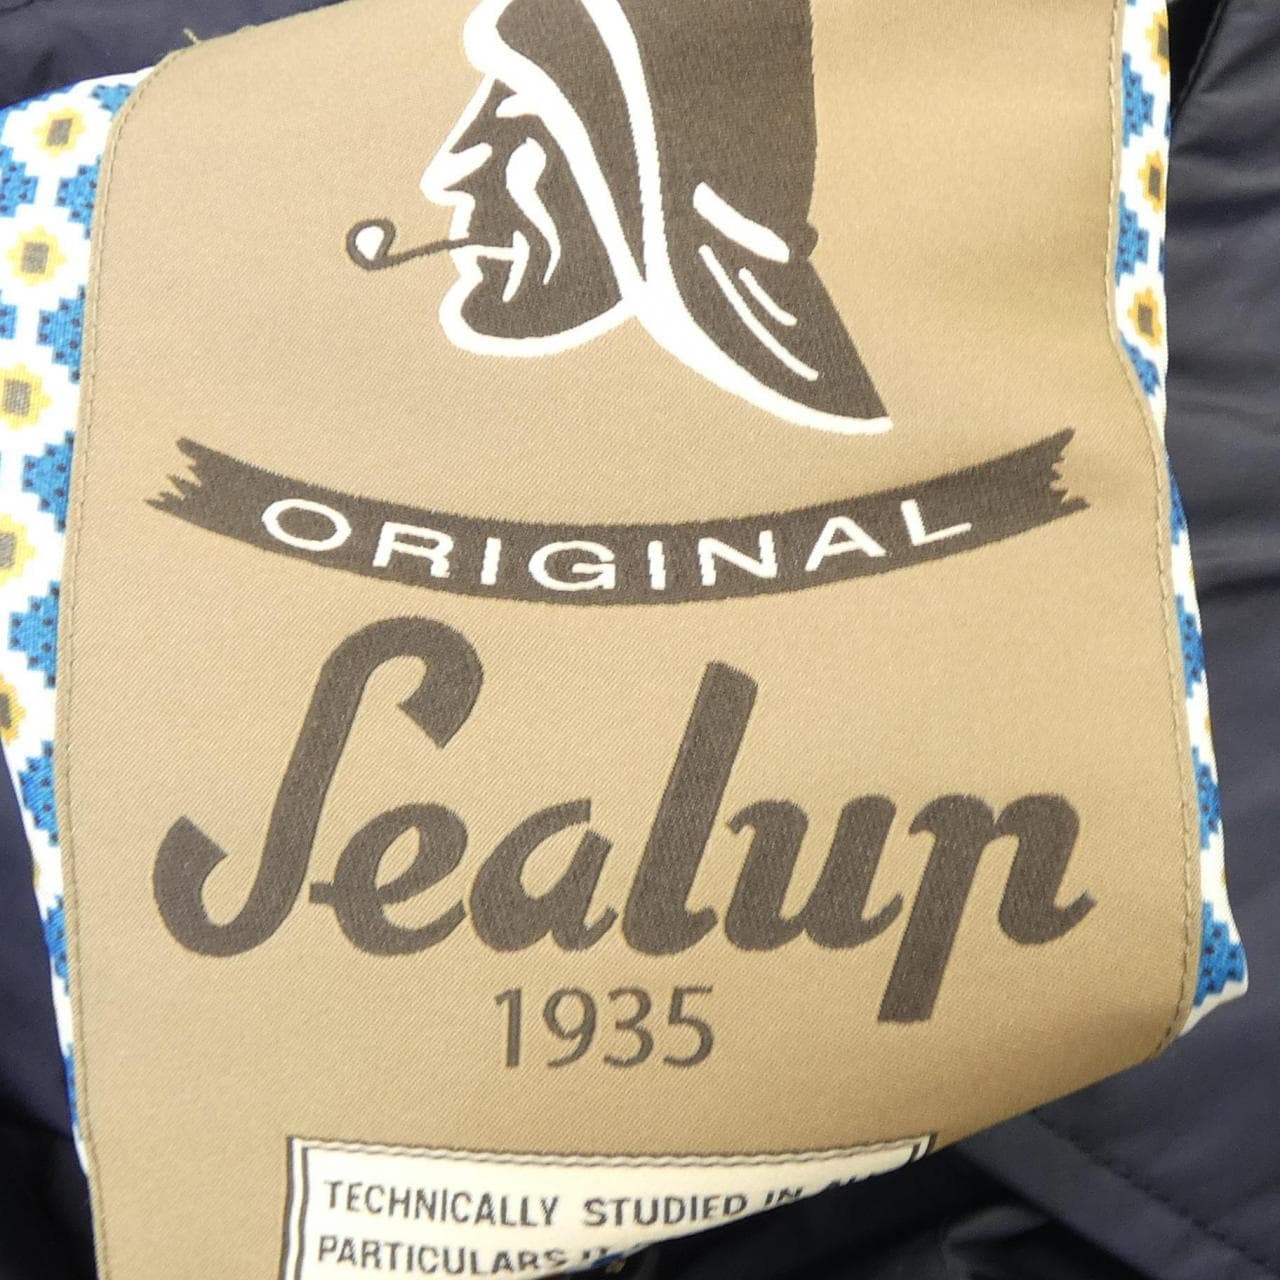 ORIGINAL
Sealup
1935
TECHNICALLY STUDIED IN
PARTICULARS